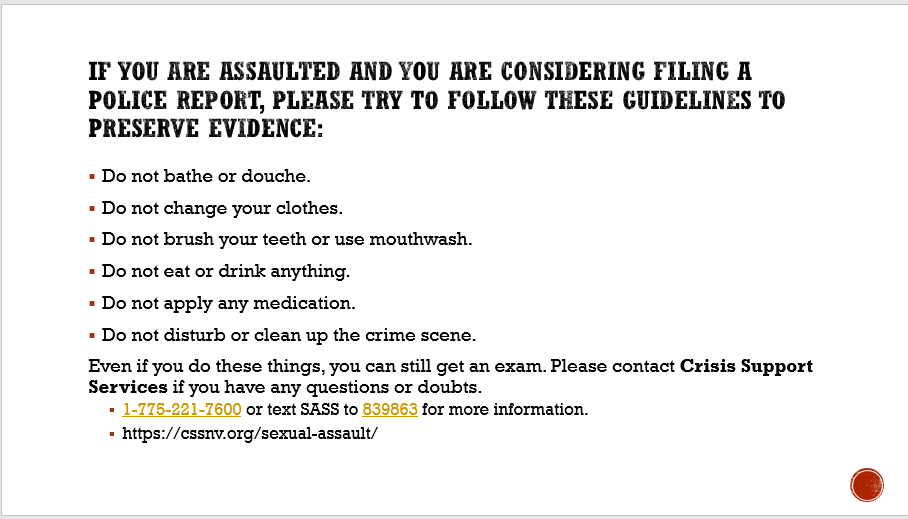 IF YOU ARE ASSAULTED AND YOU ARE CONSIDERING FILING A
POLICE REPORT, PLEASE TRY TO FOLLOW THESE GUIDELINES TO
PRESERVE EVIDENCE:
▪ Do not bathe or douche.
▪ Do not change your clothes.
▪ Do not brush your teeth or use mouthwash.
▪ Do not eat or drink anything.
▪ Do not apply any medication.
▪ Do not disturb or clean up the crime scene.
Even if you do these things, you can still get an exam. Please contact Crisis Support
Services if you have any questions or doubts.
▪ 1-775-221-7600 or text SASS to 839863 for more information.
▪ https://cssnv.org/sexual-assault/